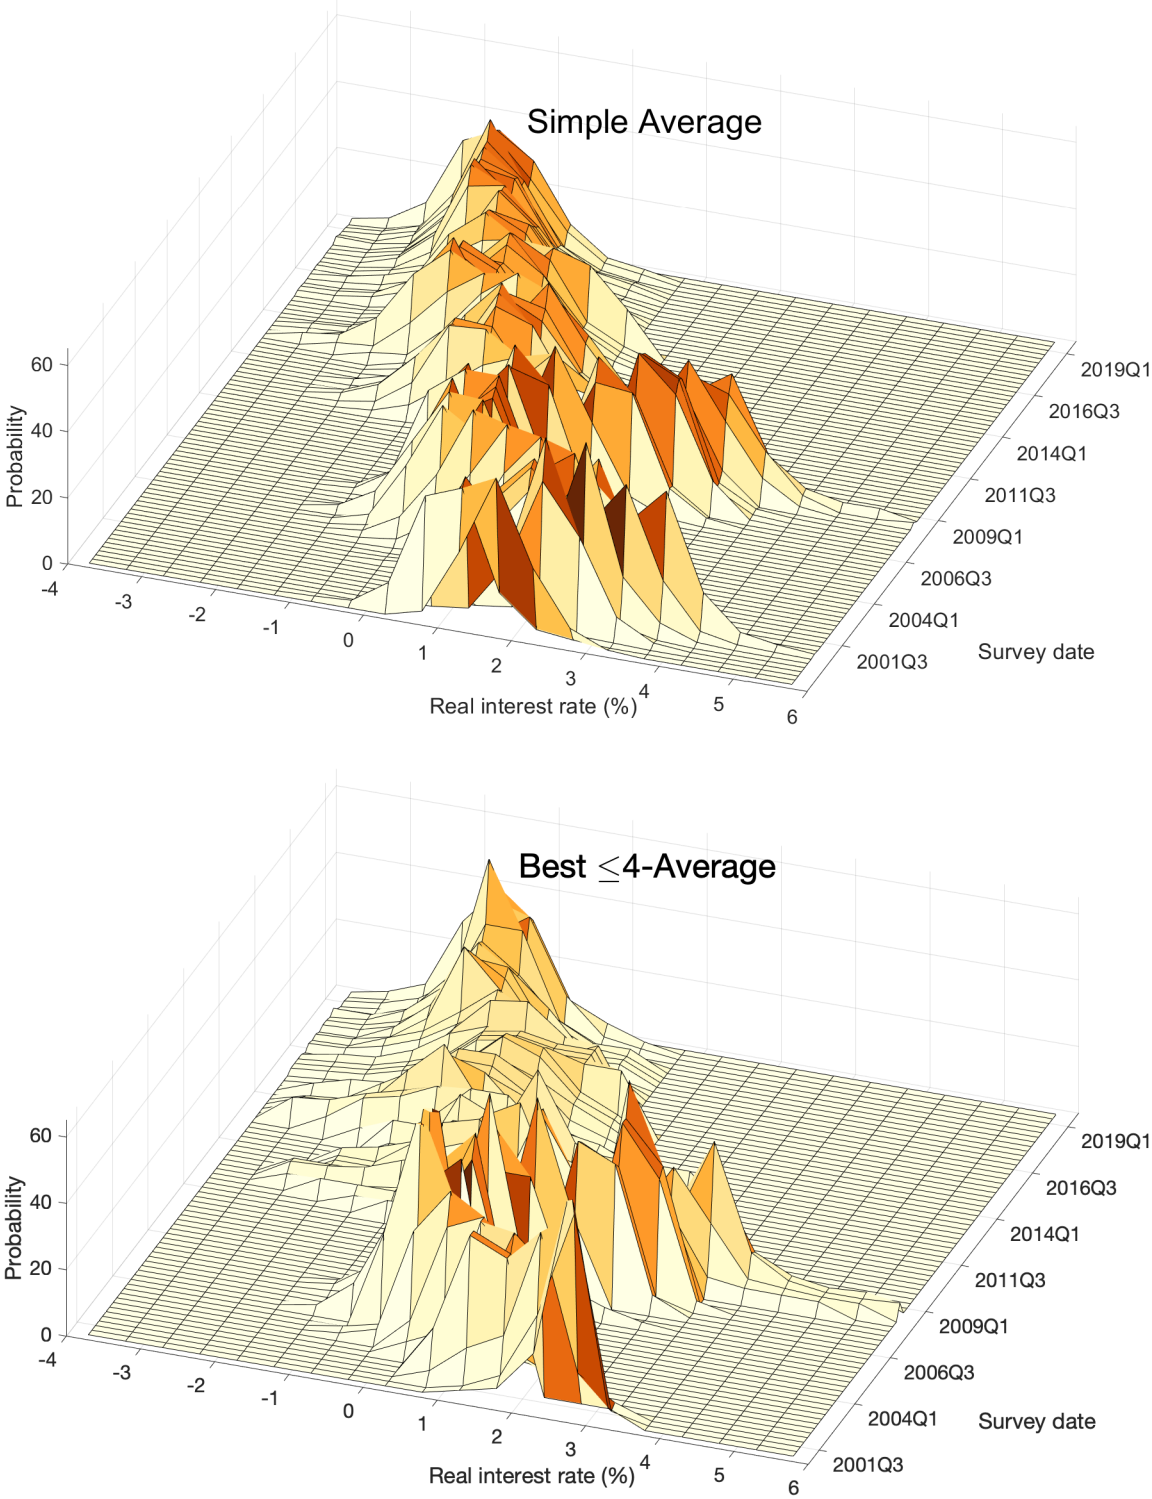 Simple Average
60
40
20
0
Probability
-4
-3
-2
-1
0
1
2
3
4
5
6
Real interest rate (%)
2019Q1
2016Q3
2014Q1
2011Q3
2009Q1
2006Q3
2004Q1
2001Q3
Survey date
Best ≤4-Average
60
40
20
0
Probability
-4
-3
-2
-1
0
1
2
3
4
5
6
Real interest rate (%)
2019Q1
2016Q3
2014Q1
2011Q3
2009Q1
2006Q3
2004Q1
2001Q3
Survey date